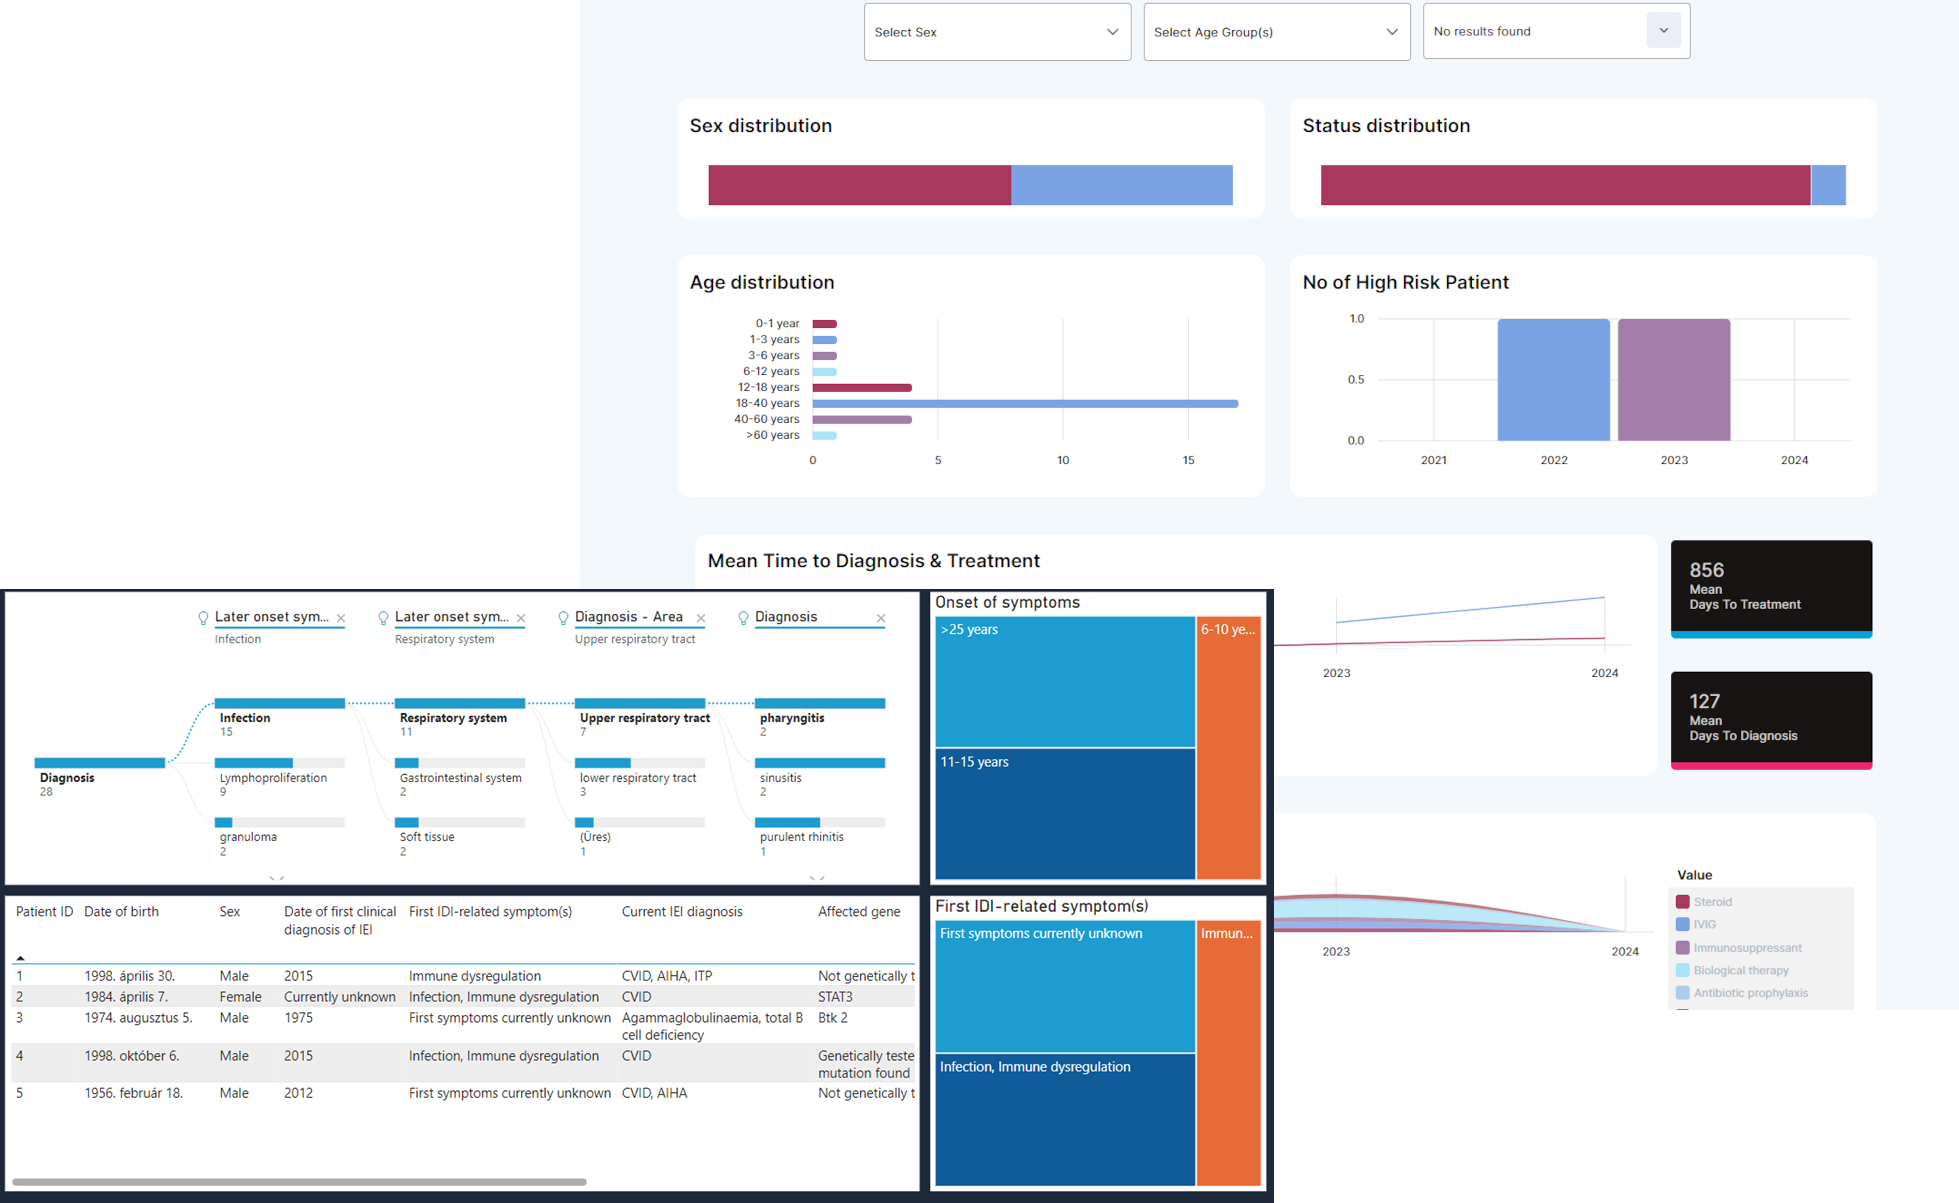 Select Sex
Select Age Group(s)
No results found
Sex distribution
Status distribution
Age distribution
0-1 year
1-3 years
3-6 years
6-12 years
12-18 years
18-40 years
40-60 years
>60 years
0 5 10 15
No of High Risk Patient
1.0
0.5
0.0
2021 2022 2023 2024
Mean Time to Diagnosis & Treatment
2023 2024
856
Mean
Days To Treatment
127
Mean
Days To Diagnosis
Later onset sym...
Infection
Later onset sym...
Respiratory system
Diagnosis - Area
Upper respiratory tract
Diagnosis
Diagnosis
28
Infection
15
Lymphoproliferation
9
granuloma
2
Respiratory system
11
Gastrointestinal system
2
Soft tissue
2
Upper respiratory tract
7
lower respiratory tract
3
(Üres)
1
pharyngitis
2
sinusitis
2
purulent rhinitis
1
Onset of symptoms
>25 years
6-10 ye...
11-15 years
2023 2024
Value
Steroid
IVIG
Immunosuppressant
Biological therapy
Antibiotic prophylaxis
Patient ID Date of birth Sex Date of first clinical First IDI-related symptom(s) Current IEI diagnosis Affected gene
diagnosis of IEI
1 1998. április 30. Male 2015 Immune dysregulation CVID, AIHA, ITP Not genetically t
2 1984. április 7. Female Currently unknown Infection, Immune dysregulation CVID STAT3
3 1974. augusztus 5. Male 1975 First symptoms currently unknown Agammaglobulinaemia, total B Btk 2
cell deficiency
4 1998. október 6. Male 2015 Infection, Immune dysregulation CVID Genetically teste
mutation found
5 1956. február 18. Male 2012 First symptoms currently unknown CVID, AIHA Not genetically t
First IDI-related symptom(s)
First symptoms currently unknown
Immun...
Infection, Immune dysregulation